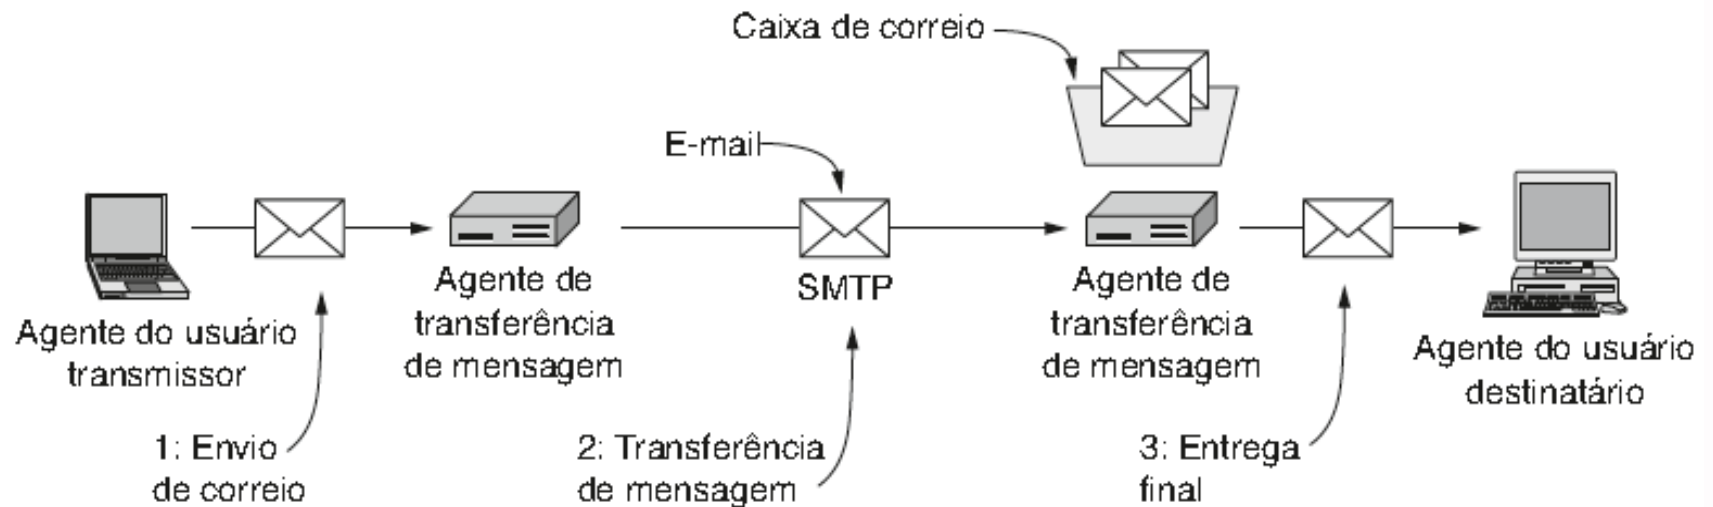 Caixa de correio
E-mail
Agente do usuário
transmissor
Agente de
transferência
de mensagem
SMTP
Agente de
transferência
de mensagem
Agente do usuário
destinatário
1: Envio
de correio
2: Transferência
de mensagem
3: Entrega
final